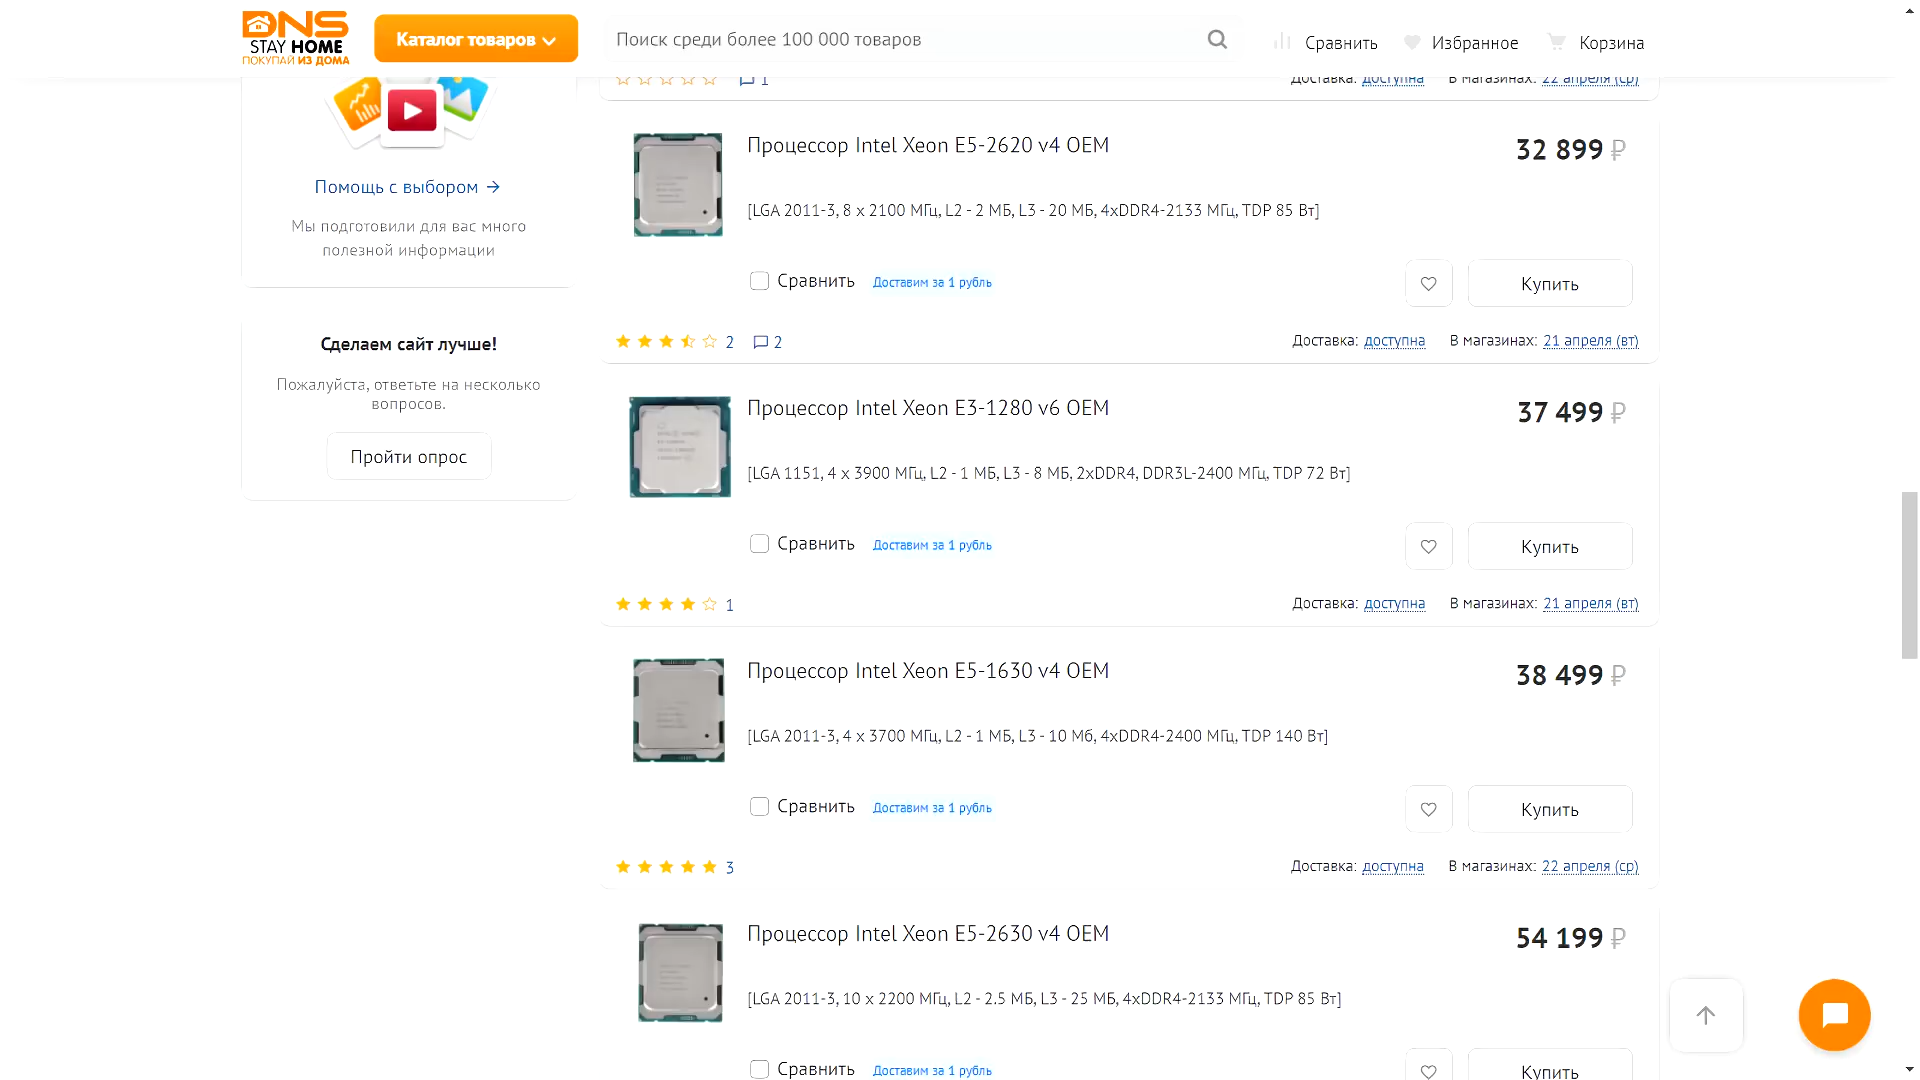 DNS
STAY HOME
ПОКУПАЙ ИЗ ДОМА
Каталог товаров
Поиск среди более 100 000 товаров
Сравнить
Избранное
Корзина
1
Доставка: доступна
В магазинах: 22 апреля (ср)
Помощь с выбором →
Мы подготовили для вас много
полезной информации
Сделаем сайт лучше!
Пожалуйста, ответьте на несколько
вопросов.
Пройти опрос
Процессор Intel Xeon E5-2620 v4 OEM
32 899 ₽
[LGA 2011-3, 8 x 2100 МГц, L2 - 2 МБ, L3 - 20 МБ, 4xDDR4-2133 МГц, TDP 85 Вт]
Сравнить
Доставим за 1 рубль
Купить
2
2
Доставка: доступна
В магазинах: 21 апреля (вт)
Процессор Intel Xeon E3-1280 v6 OEM
37 499 ₽
[LGA 1151, 4 x 3900 МГц, L2 - 1 МБ, L3 - 8 МБ, 2xDDR4, DDR3L-2400 МГц, TDP 72 Вт]
Сравнить
Доставим за 1 рубль
Купить
1
Доставка: доступна
В магазинах: 21 апреля (вт)
Процессор Intel Xeon E5-1630 v4 OEM
38 499 ₽
[LGA 2011-3, 4 x 3700 МГц, L2 - 1 МБ, L3 - 10 Мб, 4xDDR4-2400 МГц, TDP 140 Вт]
Сравнить
Доставим за 1 рубль
Купить
3
Доставка: доступна
В магазинах: 22 апреля (ср)
Процессор Intel Xeon E5-2630 v4 OEM
54 199 ₽
[LGA 2011-3, 10 x 2200 МГц, L2 - 2.5 МБ, L3 - 25 МБ, 4xDDR4-2133 МГц, TDP 85 Вт]
Сравнить
Доставим за 1 рубль
Купить